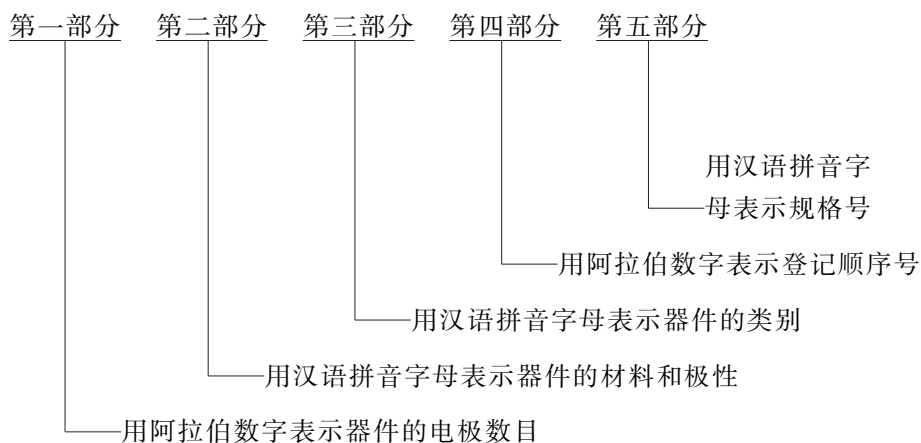 第一部分 第二部分 第三部分 第四部分 第五部分
用汉语拼音字
母表示规格号
用阿拉伯数字表示登记顺序号
用汉语拼音字母表示器件的类别
用汉语拼音字母表示器件的材料和极性
用阿拉伯数字表示器件的电极数目